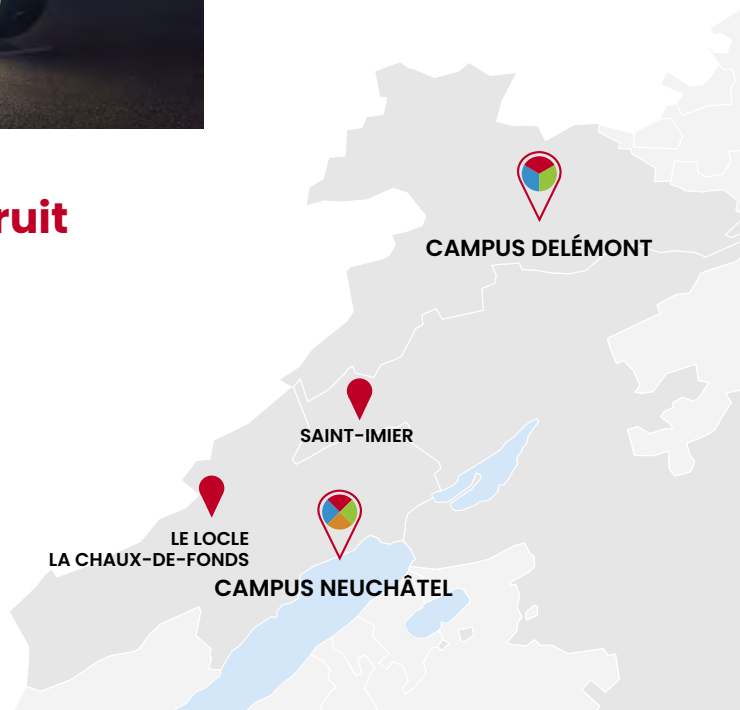 ruit
CAMPUS DELÉMONT
SAINT-IMIER
LE LOCLE
LA CHAUX-DE-FONDS
CAMPUS NEUCHÂTEL